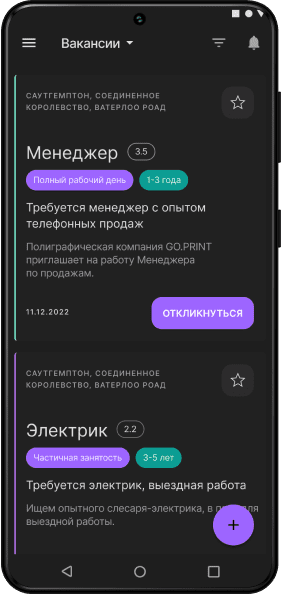 Вакансии
САУТГЕМПТОН, СОЕДИНЕННОЕ
КОРОЛЕВСТВО, ВАТЕРЛОО РОАД
Менеджер 3.5
Полный рабочий день 1-3 года
Требуется менеджер с опытом
телефонных продаж
Полиграфическая компания GO.PRINT
приглашает на работу Менеджера
по продажам.
11.12.2022 ОТКЛИКНУТЬСЯ
САУТГЕМПТОН, СОЕДИНЕННОЕ
КОРОЛЕВСТВО, ВАТЕРЛОО РОАД
Электрик 2.2
Частичная занятость 3-5 лет
Требуется электрик, выездная работа
Ищем опытного слесаря-электрика, в для
выездной работы.